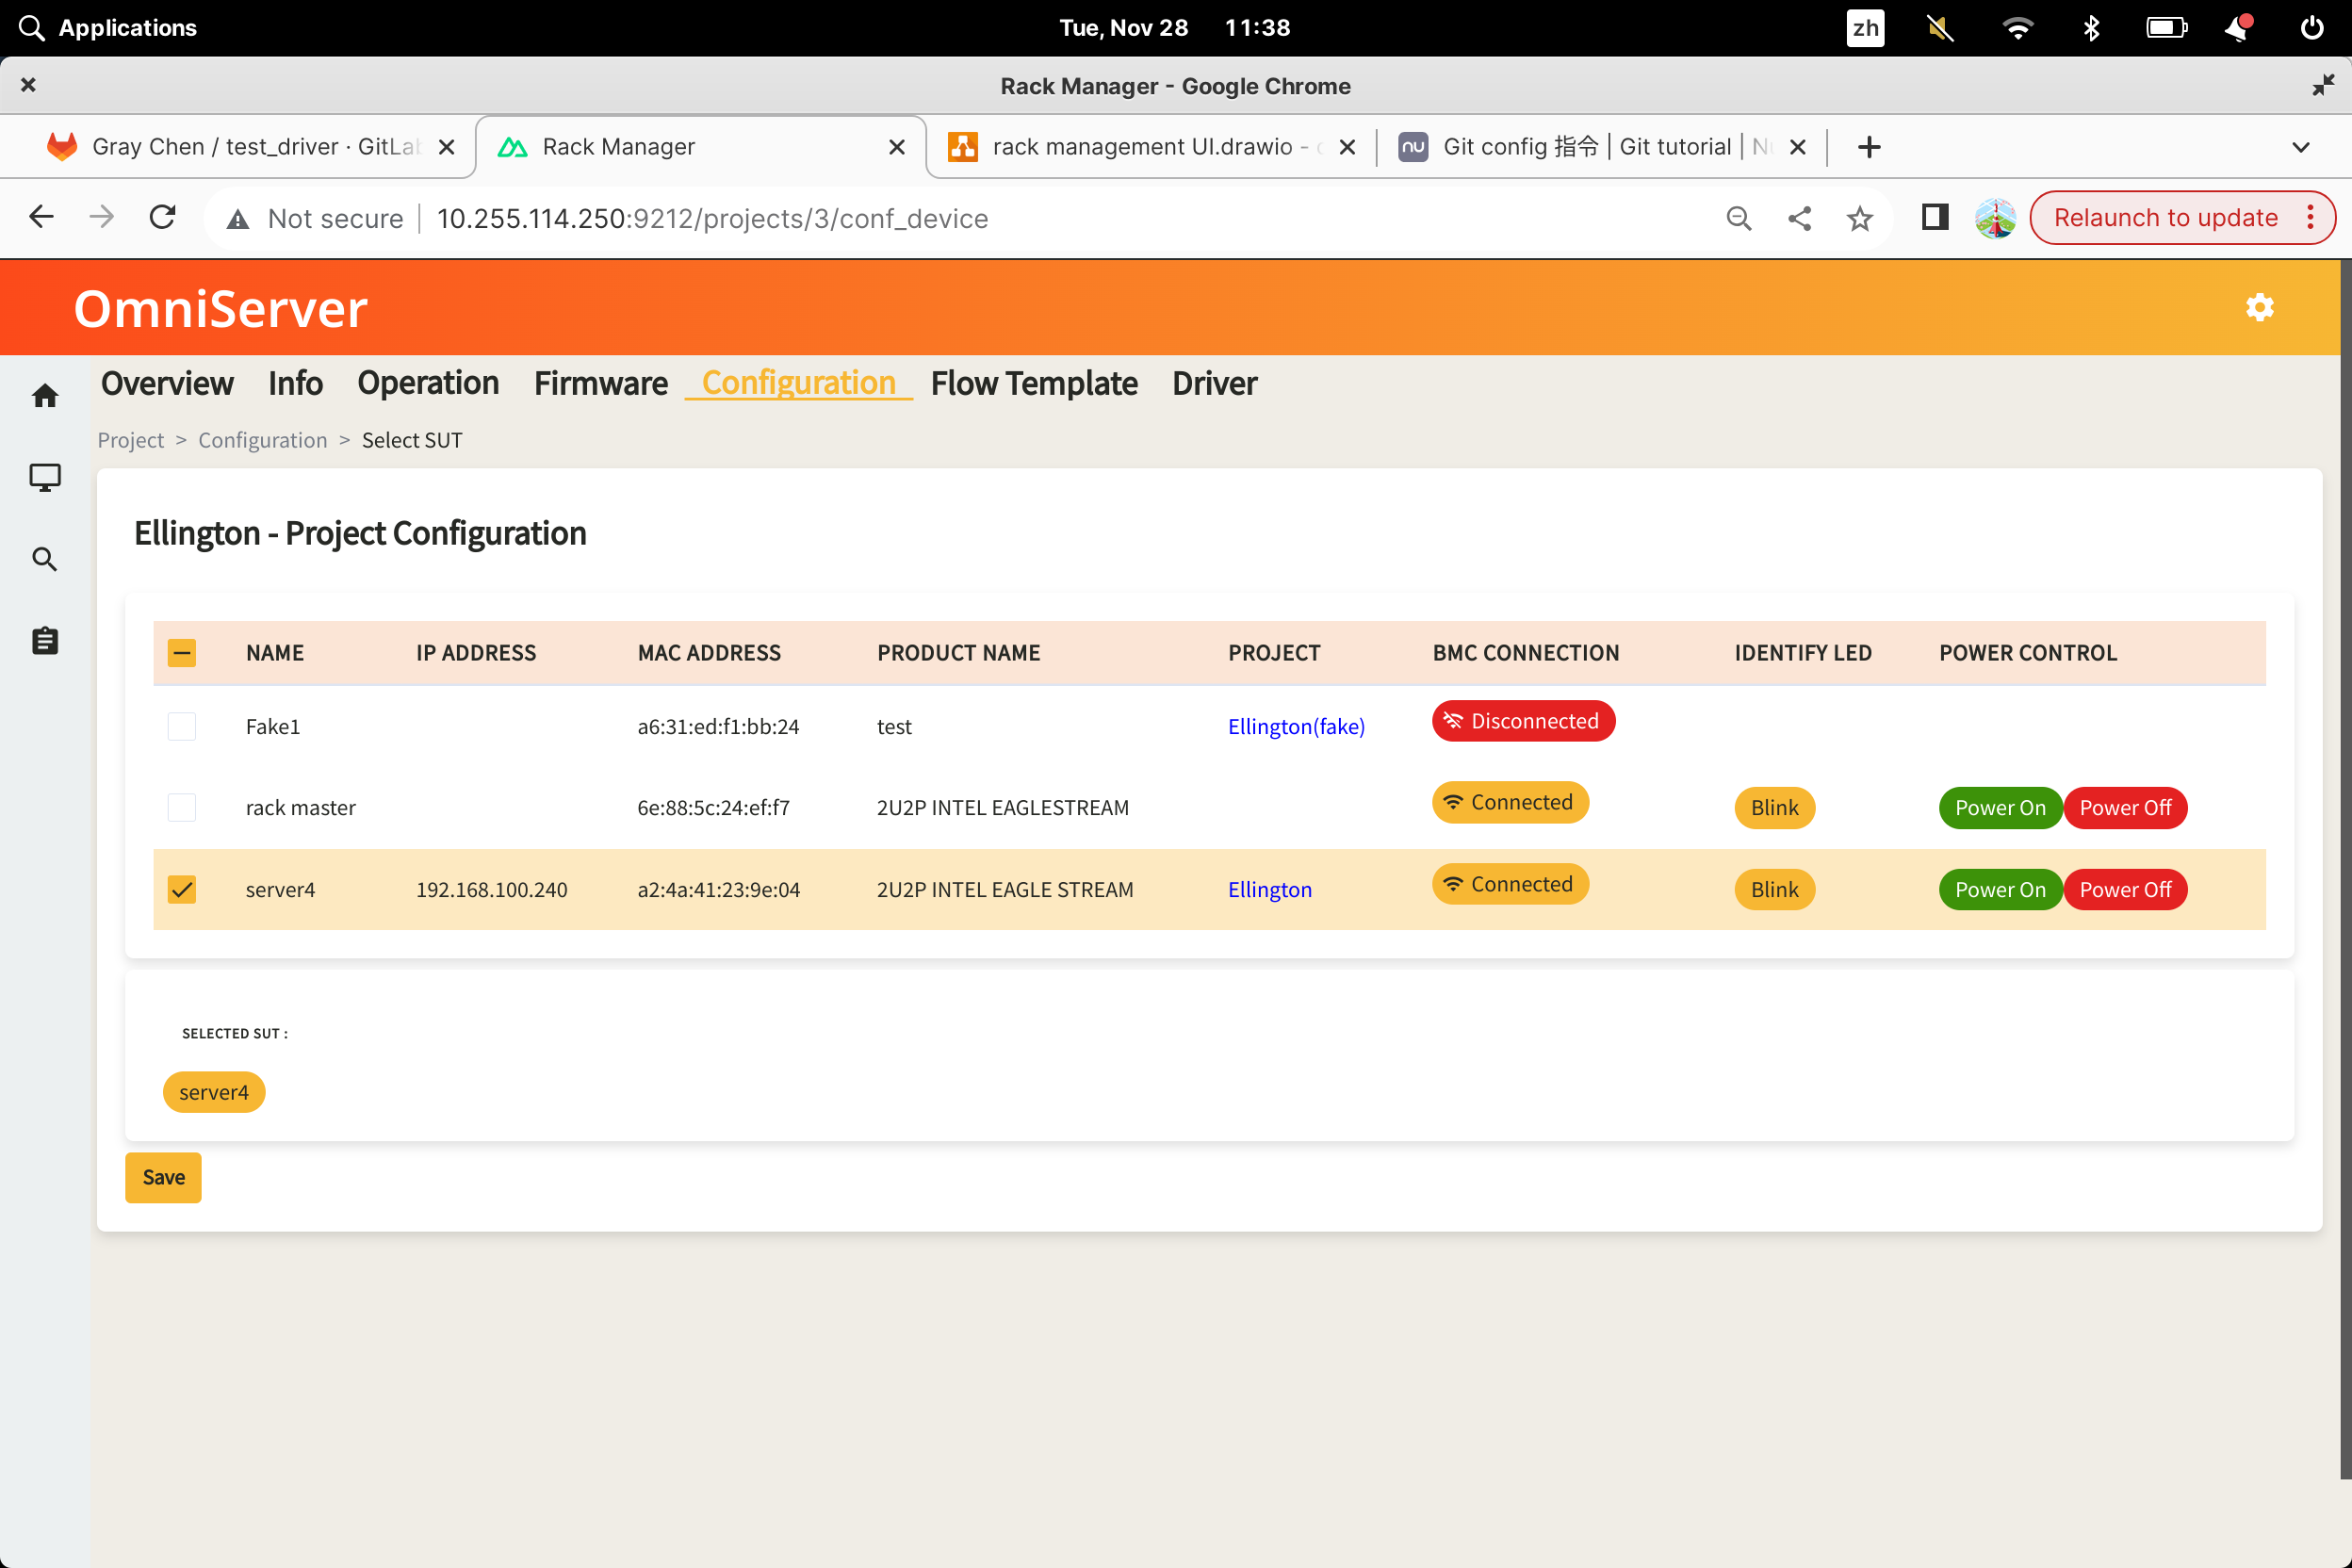 Applications Tue, Nov 28 11:38 zh
Rack Manager - Google Chrome
Gray Chen / test_driver · GitLab Rack Manager rack management UI.drawio - Git config 指令 | Git tutorial |
Not secure 10.255.114.250:9212/projects/3/conf_device Relaunch to update
OmniServer
Overview Info Operation Firmware Configuration Flow Template Driver
Project > Configuration > Select SUT
Ellington - Project Configuration
NAME IP ADDRESS MAC ADDRESS PRODUCT NAME PROJECT BMC CONNECTION IDENTIFY LED POWER CONTROL
Fake1 a6:31:ed:f1:bb:24 test Ellington(fake) Disconnected
rack master 6e:88:5c:24:ef:f7 2U2P INTEL EAGLESTREAM Connected Blink Power On Power Off
server4 192.168.100.240 a2:4a:41:23:9e:04 2U2P INTEL EAGLE STREAM Ellington Connected Blink Power On Power Off
SELECTED SUT :
server4
Save